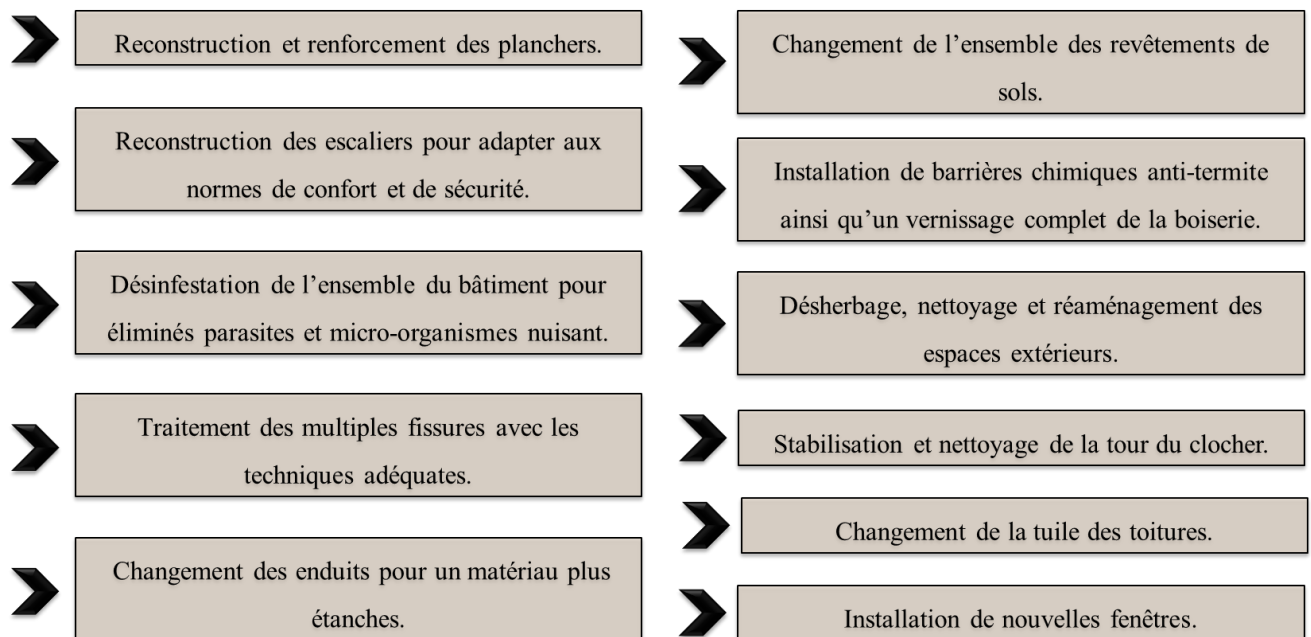 Reconstruction et renforcement des planchers.
Reconstruction des escaliers pour adapter aux
normes de confort et de sécurité.
Désinfestation de l'ensemble du bâtiment pour
éliminés parasites et micro-organismes nuisant.
Traitement des multiples fissures avec les
techniques adéquates.
Changement des enduits pour un matériau plus
étanches.
Changement de l'ensemble des revêtements de
sols.
Installation de barrières chimiques anti-termite
ainsi qu'un vernissage complet de la boiserie.
Désherbage, nettoyage et réaménagement des
espaces extérieurs.
Stabilisation et nettoyage de la tour du clocher.
Changement de la tuile des toitures.
Installation de nouvelles fenêtres.